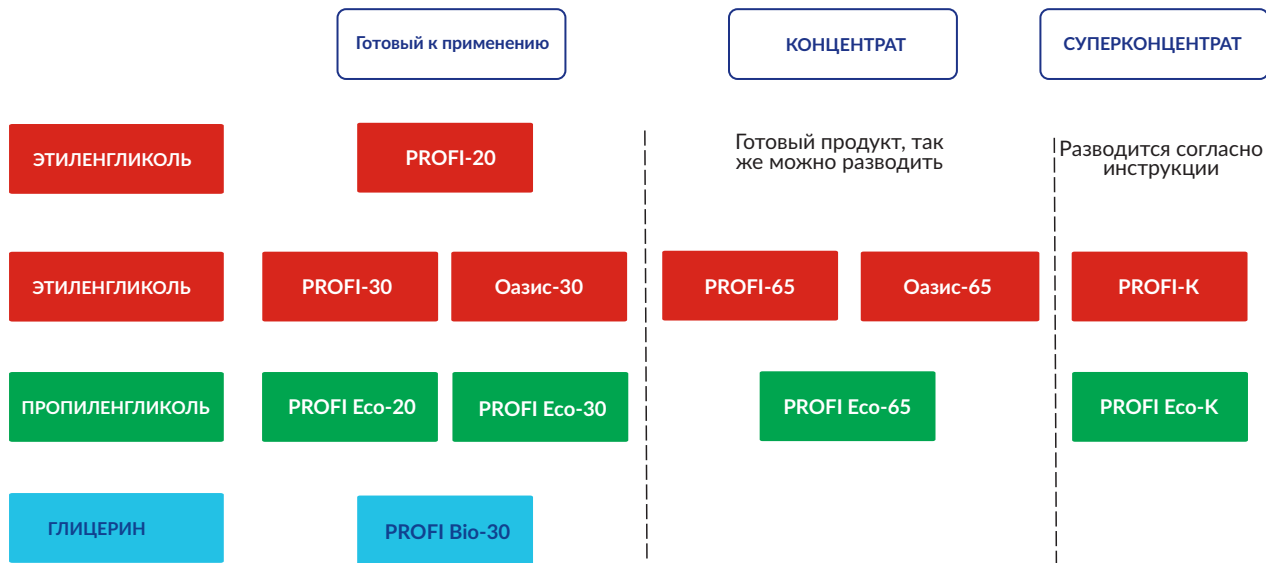 Готовый к применению
КОНЦЕНТРАТ
СУПЕРКОНЦЕНТРАТ
ЭТИЛЕНГЛИКОЛЬ
PROFI-20
Готовый продукт, так
же можно разводить
Разводится согласно
инструкции
ЭТИЛЕНГЛИКОЛЬ
PROFI-30
Оазис-30
PROFI-65
Оазис-65
PROFI-К
ПРОПИЛЕНГЛИКОЛЬ
PROFI Eco-20
PROFI Eco-30
PROFI Eco-65
PROFI Eco-К
ГЛИЦЕРИН
PROFI Bio-30